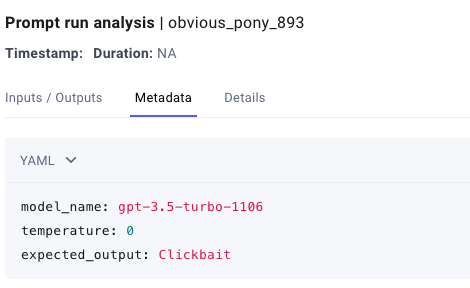 Prompt run analysis | obvious_pony_893
Timestamp: Duration: NA
Inputs / Outputs Metadata Details
YAML
model_name: gpt-3.5-turbo-1106
temperature: 0
expected_output: Clickbait